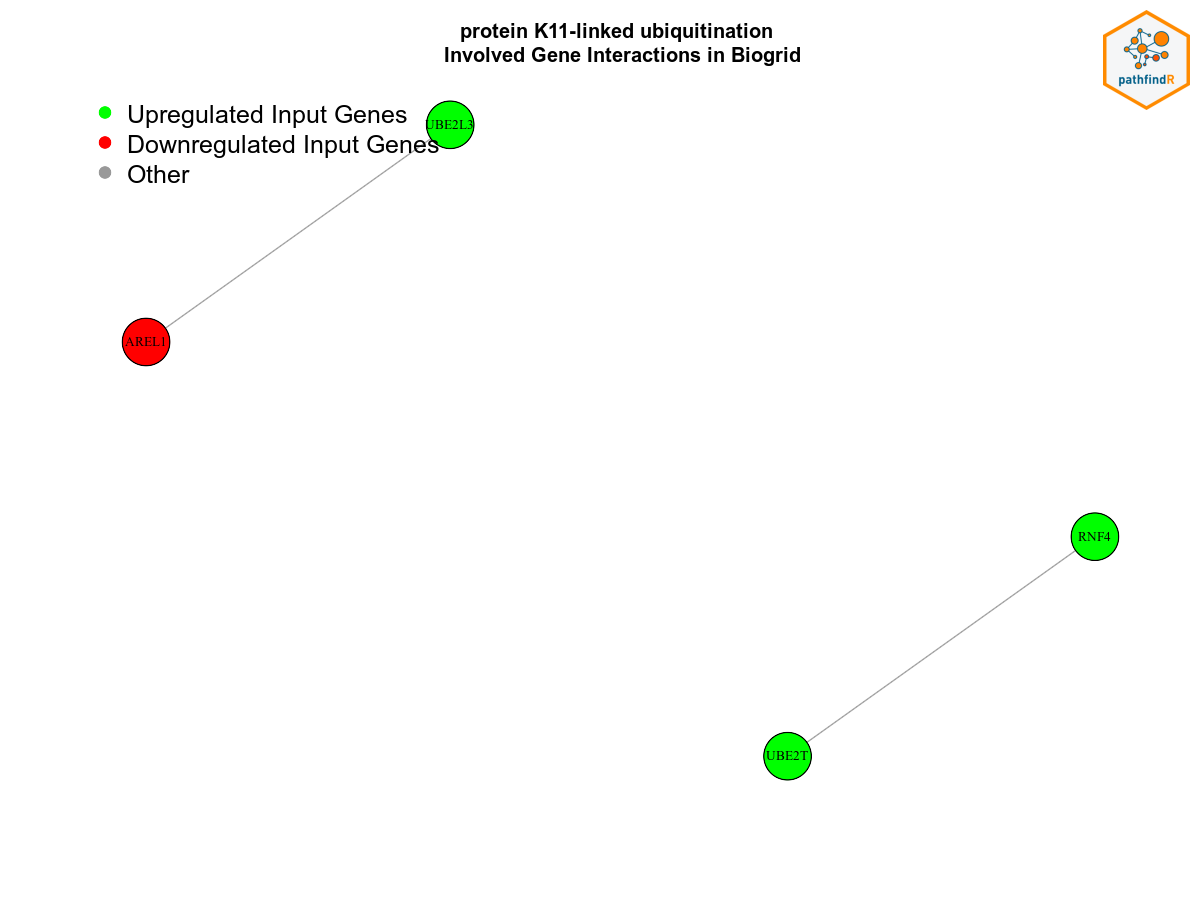 protein K11-linked ubiquitination
Involved Gene Interactions in Biogrid
pathfindR
Upregulated Input Genes
Downregulated Input Genes
Other
UBE2L3
AREL1
RNF4
UBE2T